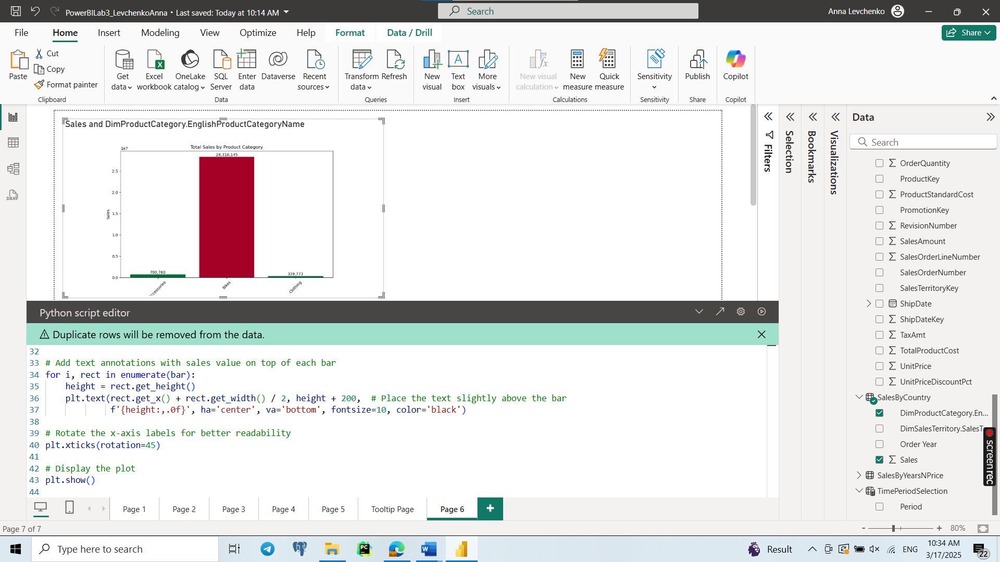 PowerBILab3_LevchenkoAnna • Last saved: Today at 10:14 AM
Search
Anna Levchenko
File
Home
Insert
Modeling
View
Optimize
Help
Format
Data / Drill
Share
Paste
Cut
Copy
Format painter
Clipboard
Get data
Excel workbook
OneLake catalog
SQL Server
Enter data
Dataverse
Recent sources
Data
Transform data
Refresh
Queries
New visual
Text box
More visuals
Insert
New visual calculation
New measure
Quick measure
Calculations
Sensitivity
Sensitivity
Publish
Share
Copilot
Copilot
Sales and DimProductCategory.EnglishProductCategoryName
Total Sales by Product Category
1e7
28,318,145
2.5
2.0
1.5
1.0
0.5
0.0
Sales
700,760
339,773
ccessories
Bikes
Clothing
Filters
Selection
Bookmarks
Visualizations
Data
Search
OrderQuantity
ProductKey
ProductStandardCost
PromotionKey
RevisionNumber
SalesAmount
SalesOrderLineNumber
SalesOrderNumber
SalesTerritoryKey
ShipDate
ShipDateKey
TaxAmt
TotalProductCost
UnitPrice
UnitPriceDiscountPct
SalesByCountry
DimProductCategory.En...
DimSalesTerritory.SalesT...
Order Year
Sales
SalesByYearsNPrice
TimePeriodSelection
Period
screenrec
Python script editor
Duplicate rows will be removed from the data.
32
33 # Add text annotations with sales value on top of each bar
34 for i, rect in enumerate(bar):
35 height = rect.get_height()
36 plt.text(rect.get_x() + rect.get_width() / 2, height + 200, # Place the text slightly above the bar
37 f'{height:,.0f}', ha='center', va='bottom', fontsize=10, color='black')
38
39 # Rotate the x-axis labels for better readability
40 plt.xticks(rotation=45)
41
42 # Display the plot
43 plt.show()
44
Page 1
Page 2
Page 3
Page 4
Page 5
Tooltip Page
Page 6
+
Page 7 of 7
- + 80%
Type here to search
Result
ENG
10:34 AM
3/17/2025
22